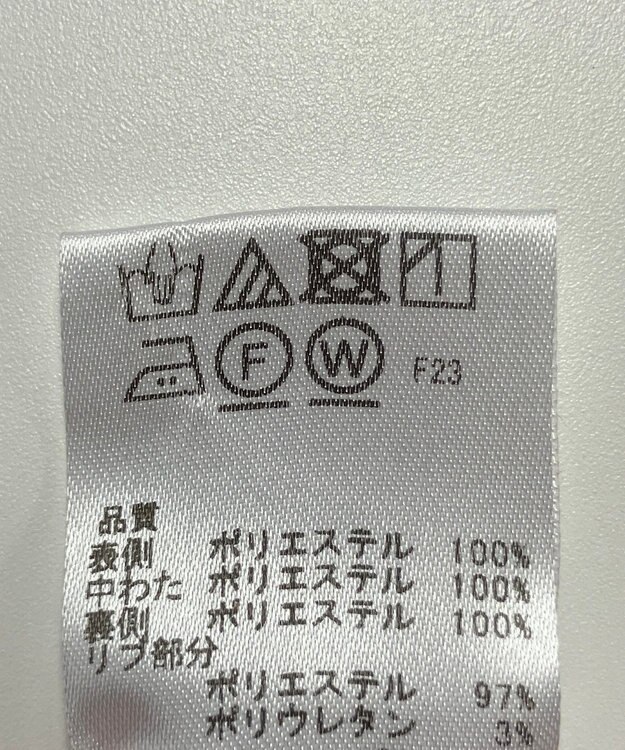 F
W
F23
品質
表側 ポリエステル 100%
中わた ポリエステル 100%
裏側 ポリエステル 100%
リブ部分
ポリエステル 97%
ポリウレタン 3%